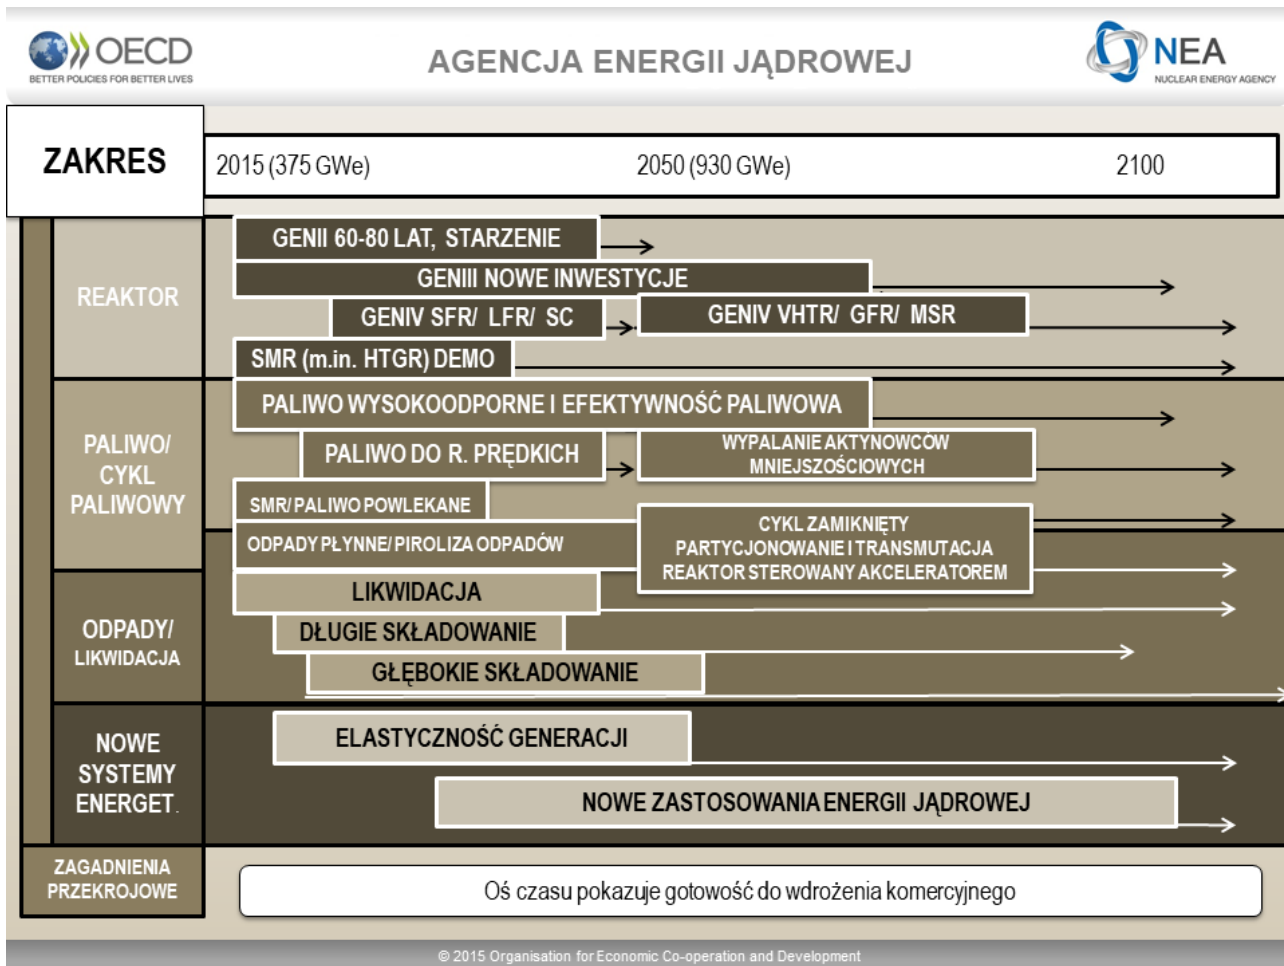 OECD
BETTER POLICIES FOR BETTER LIVES
AGENCJA ENERGII JĄDROWEJ
NEA
NUCLEAR ENERGY AGENCY
ZAKRES
2015 (375 GWe)
2050 (930 GWe)
2100
REAKTOR
GENII 60-80 LAT, STARZENIE
GENIII NOWE INWESTYCJE
GENIV SFR/ LFR/ SC
GENIV VHTR/ GFR/ MSR
SMR (m.in. HTGR) DEMO
PALIWO/
CYKL
PALIWOWY
PALIWO WYSOKOODPORNE I EFEKTYWNOŚĆ PALIWOWA
PALIWO DO R. PRĘDKICH
WYPALANIE AKTYNOWCÓW
MNIEJSZOŚCIOWYCH
SMR/ PALIWO POWLEKANE
ODPADY PŁYNNE/ PIROLIZA ODPADÓW
CYKL ZAMIKNIĘTY
PARTYCJONOWANIE I TRANSMUTACJA
REAKTOR STEROWANY AKCELERATOREM
ODPADY/
LIKWIDACJA
LIKWIDACJA
DŁUGIE SKŁADOWANIE
GŁĘBOKIE SKŁADOWANIE
NOWE
SYSTEMY
ENERGET.
ELASTYCZNOŚĆ GENERACJI
NOWE ZASTOSOWANIA ENERGII JĄDROWEJ
ZAGADNIENIA
PRZEKROJOWE
Oś czasu pokazuje gotowość do wdrożenia komercyjnego
© 2015 Organisation for Economic Co-operation and Development